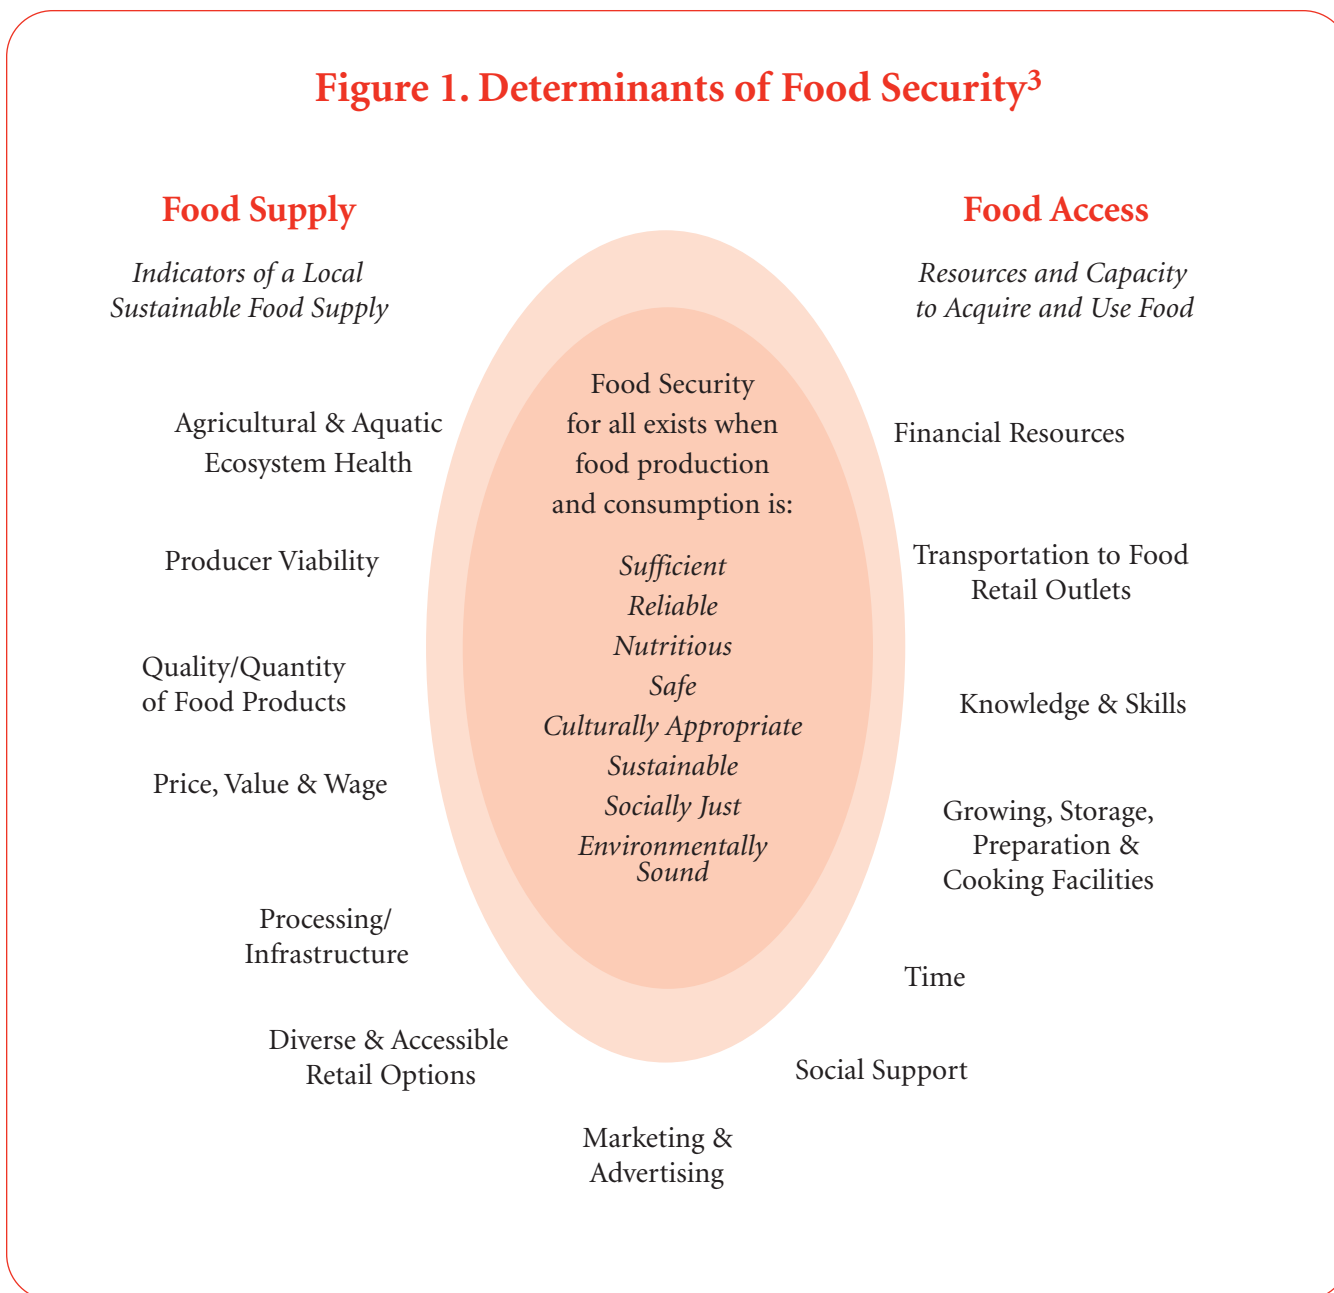 Figure 1. Determinants of Food Security³
Food Supply
Indicators of a Local
Sustainable Food Supply
Agricultural & Aquatic
Ecosystem Health
Producer Viability
Quality/Quantity
of Food Products
Price, Value & Wage
Processing/
Infrastructure
Diverse & Accessible
Retail Options
Marketing &
Advertising
Food Security
for all exists when
food production
and consumption is:
Sufficient
Reliable
Nutritious
Safe
Culturally Appropriate
Sustainable
Socially Just
Environmentally
Sound
Food Access
Resources and Capacity
to Acquire and Use Food
Financial Resources
Transportation to Food
Retail Outlets
Knowledge & Skills
Growing, Storage,
Preparation &
Cooking Facilities
Time
Social Support